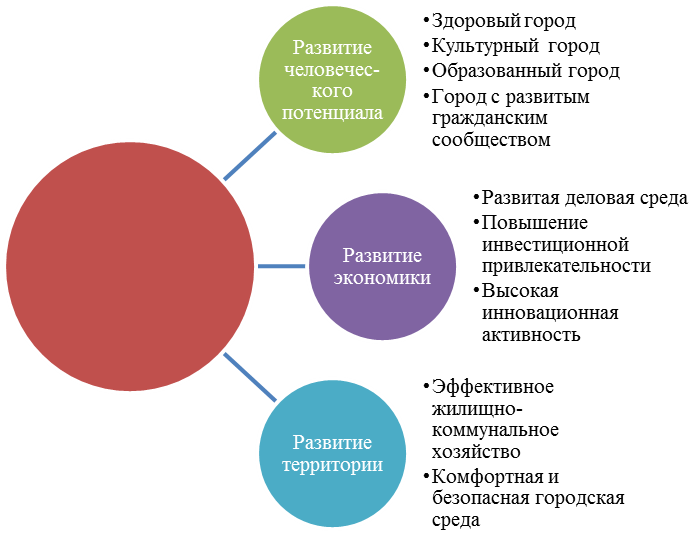 Развитие
человечес-
кого
потенциала
• Здоровый город
• Культурный город
• Образованный город
• Город с развитым
гражданским
сообществом
Развитие
экономики
• Развитая деловая среда
• Повышение
инвестиционной
привлекательности
• Высокая
инновационная
активность
Развитие
территории
• Эффективное
жилищно-
коммунальное
хозяйство
• Комфортная и
безопасная городская
среда